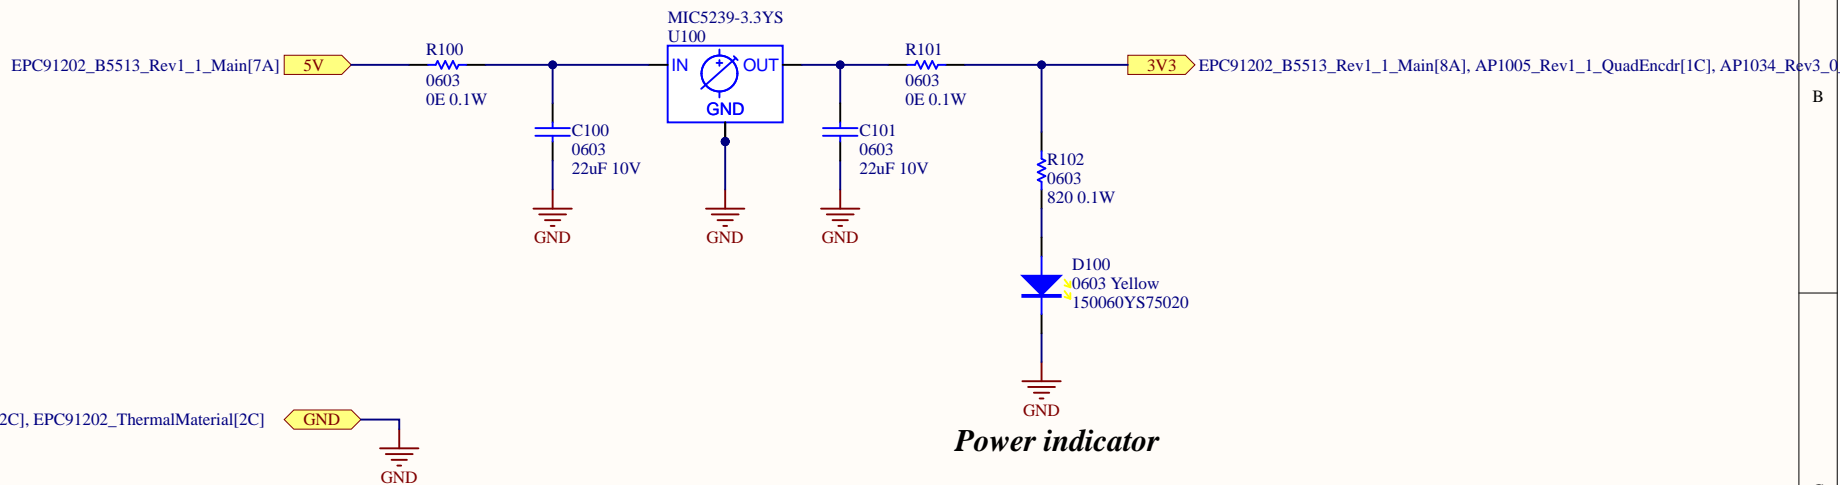 MIC5239-3.3YS
U100
EPC91202_B5513_Rev1_1_Main[7A]
5V
R100
0603
0E 0.1W
IN
OUT
GND
R101
0603
0E 0.1W
3V3
EPC91202_B5513_Rev1_1_Main[8A], AP1005_Rev1_1_QuadEncdr[1C], AP1034_Rev3_0
B
C100
0603
22uF 10V
GND
GND
C101
0603
22uF 10V
GND
R102
0603
820 0.1W
D100
0603 Yellow
150060YS75020
GND
Power indicator
2C], EPC91202_ThermalMaterial[2C]
GND
GND